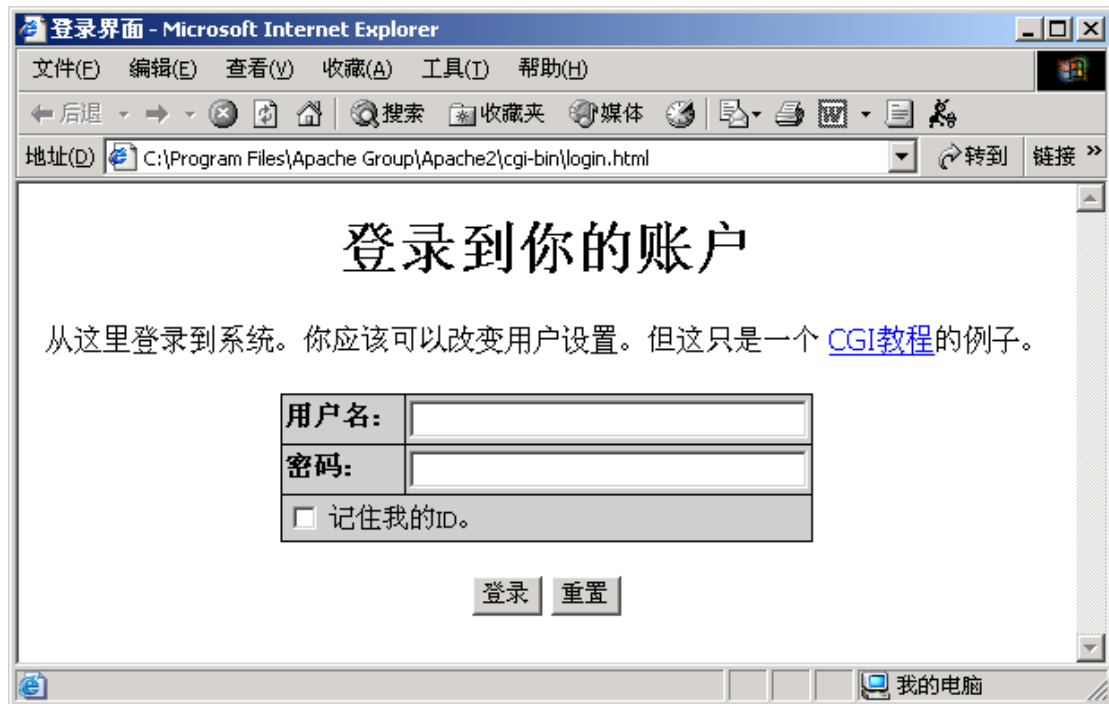 登录界面 - Microsoft Internet Explorer
文件(F) 编辑(E) 查看(V) 收藏(A) 工具(T) 帮助(H)
后退 搜索 收藏夹 媒体
地址(D) C:\Program Files\Apache Group\Apache2\cgi-bin\login.html 转到 链接 »
登录到你的账户
从这里登录到系统。你应该可以改变用户设置。但这只是一个 CGI教程的例子。
用户名:
密码:
记住我的ID。
登录 重置
我的电脑